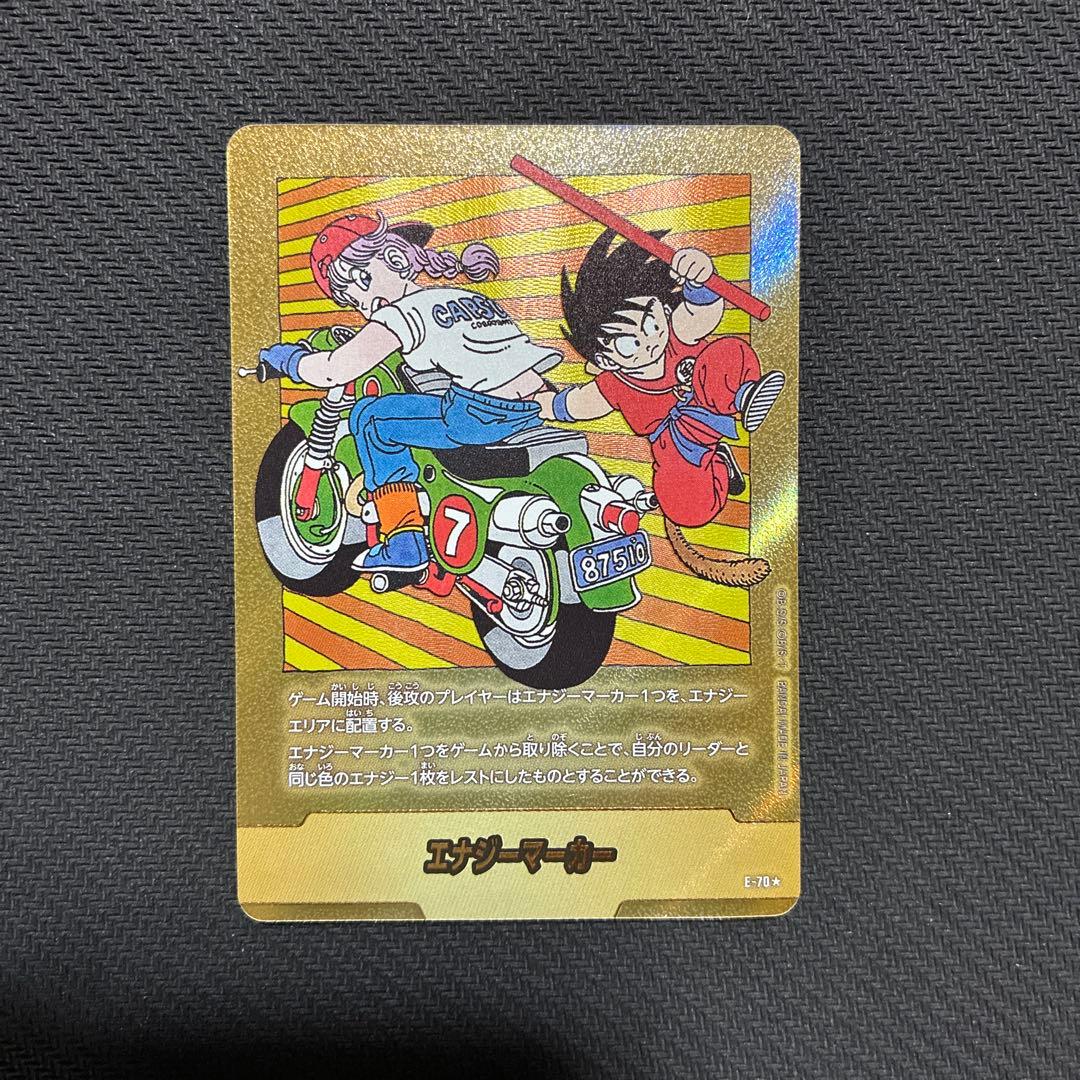 CAPSU
7
87510
ゲーム開始時、後攻のプレイヤーはエナジーマーカー1つを、エナジー
エリアに配置する。
エナジーマーカー1つをゲームから取り除くことで、自分のリーダーと
同じ色のエナジー1枚をレストにしたものとすることができる。
エナジーマーカー
E-70★
MADE IN JAPAN